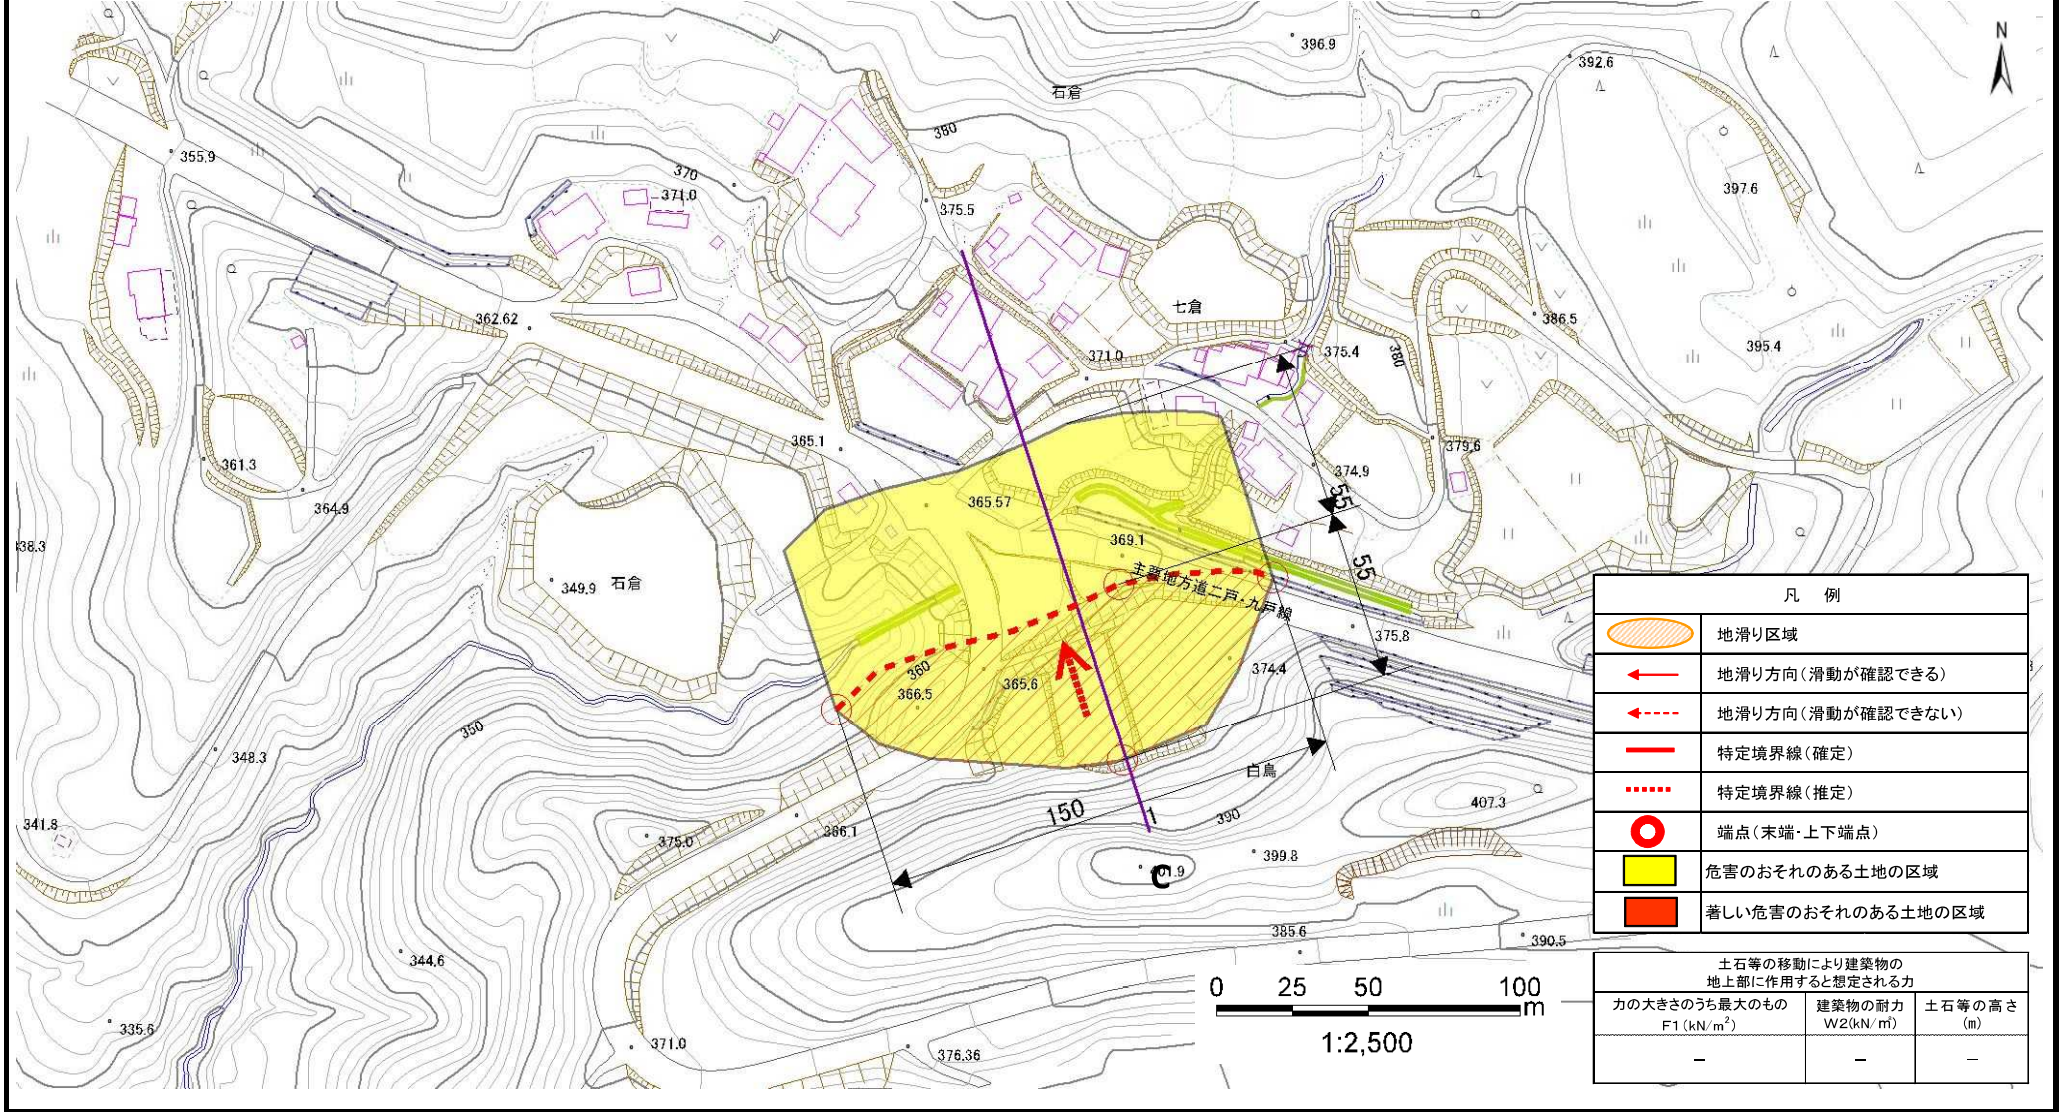 N
396.9
392.6
石倉
380
355.9
370
371.0
397.6
375.5
七倉
362.62
386.5
371.0
375.4
380
395.4
365.1
379.6
361.3
374.9
364.9
365.57
55
369.1
338.3
主要地方道二戸・九戸線
55
349.9
石倉
375.8
360
374.4
366.5
365.6
350
348.3
白鳥
150
1
390
407.3
341.8
375.0
366.1
399.8
401.9
C
385.6
390.5
344.6
335.6
371.0
376.36
0 25 50 100
m
1:2,500
凡 例
地滑り区域
地滑り方向(滑動が確認できる)
地滑り方向(滑動が確認できない)
特定境界線(確定)
特定境界線(推定)
端点(末端・上下端点)
危害のおそれのある土地の区域
著しい危害のおそれのある土地の区域
土石等の移動により建築物の
地上部に作用すると想定される力
力の大きさのうち最大のもの
F1(kN/m²)
建築物の耐力
W2(kN/㎡)
土石等の高さ
(m)
− − −